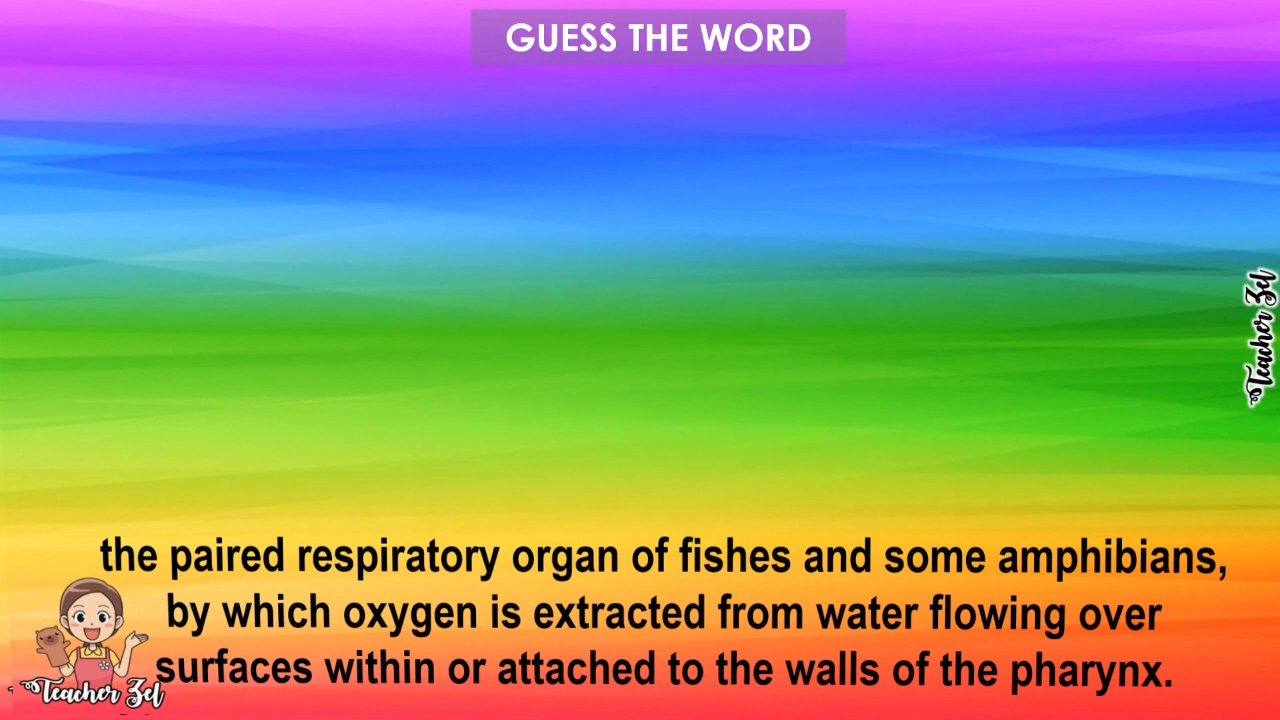 GUESS THE WORD
Teacher Zel
the paired respiratory organ of fishes and some amphibians,
by which oxygen is extracted from water flowing over
surfaces within or attached to the walls of the pharynx.
Teacher Zel